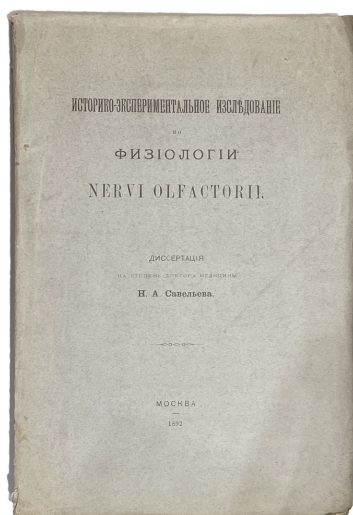 ИСТОРИКО-ЭКСПЕРИМЕНТАЛЬНОЕ ИЗСЛѢДОВАНІЕ
ПО
ФИЗІОЛОГІИ
NERVI OLFACTORII.
ДИССЕРТАЦІЯ
НА СТЕПЕНЬ ДОКТОРА МЕДИЦИНЫ
Н. А. Савельева.
МОСКВА
1892